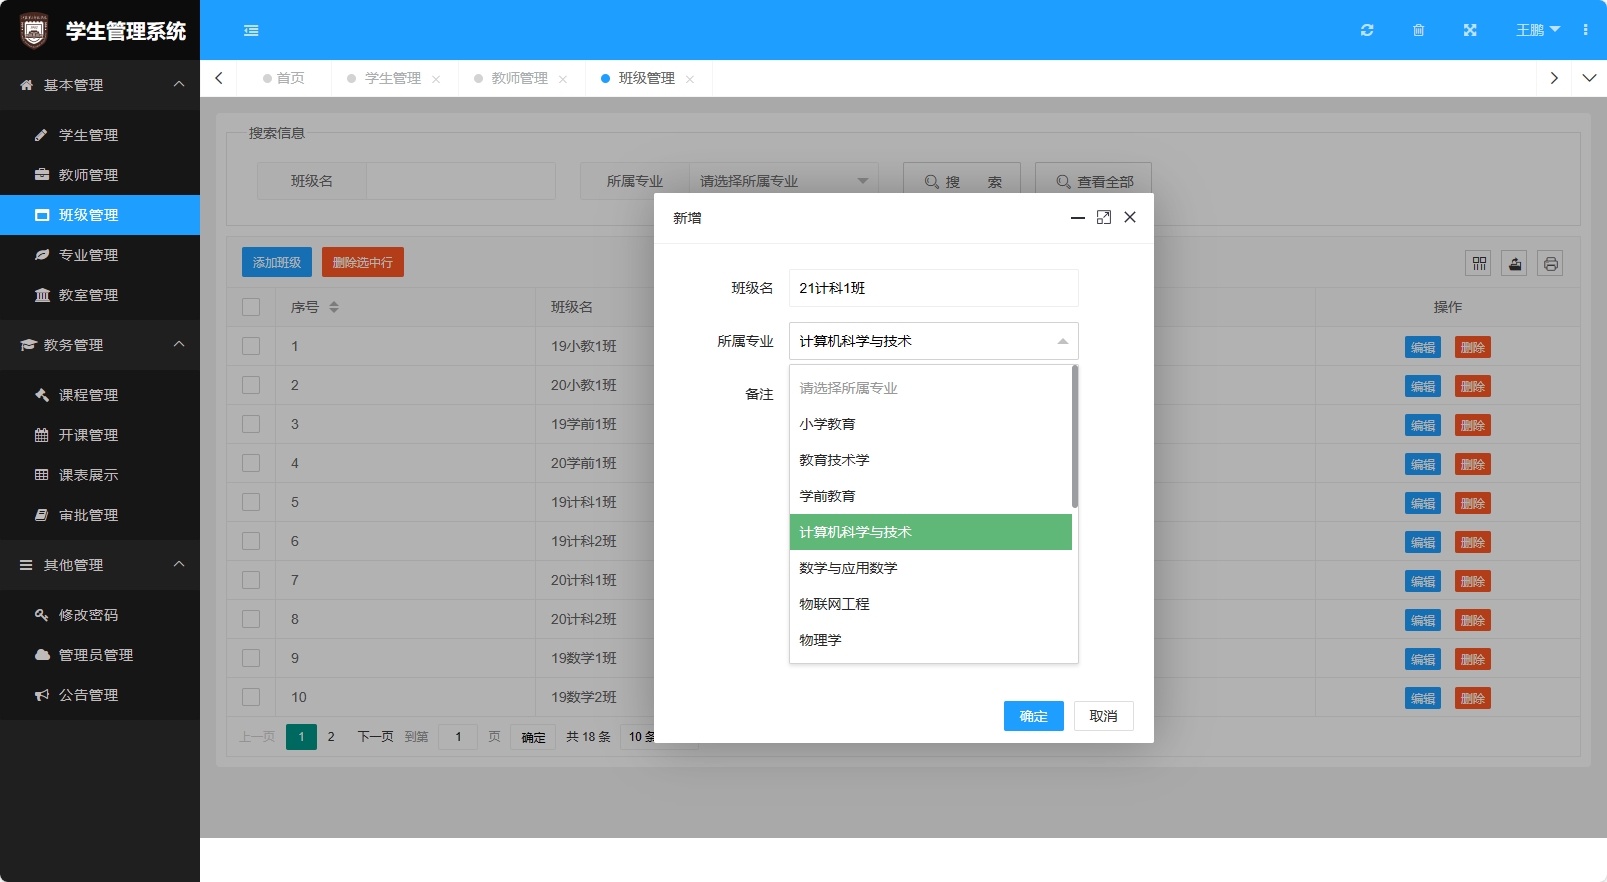 学生管理系统
王鹏
首页
学生管理
教师管理
班级管理
基本管理
学生管理
教师管理
班级管理
专业管理
教室管理
教务管理
课程管理
开课管理
课表展示
审批管理
其他管理
修改密码
管理员管理
公告管理
搜索信息
班级名
所属专业 请选择所属专业
搜 索
查看全部
添加班级 删除选中行
序号 班级名 操作
1 19小教1班 编辑 删除
2 20小教1班 编辑 删除
3 19学前1班 编辑 删除
4 20学前1班 编辑 删除
5 19计科1班 编辑 删除
6 19计科2班 编辑 删除
7 20计科1班 编辑 删除
8 20计科2班 编辑 删除
9 19数学1班 编辑 删除
10 19数学2班 编辑 删除
上一页 1 2 下一页 到第 1 页 确定 共 18 条 10 条
新增
班级名 21计科1班
所属专业 计算机科学与技术
备注
请选择所属专业
小学教育
教育技术学
学前教育
计算机科学与技术
数学与应用数学
物联网工程
物理学
确定 取消